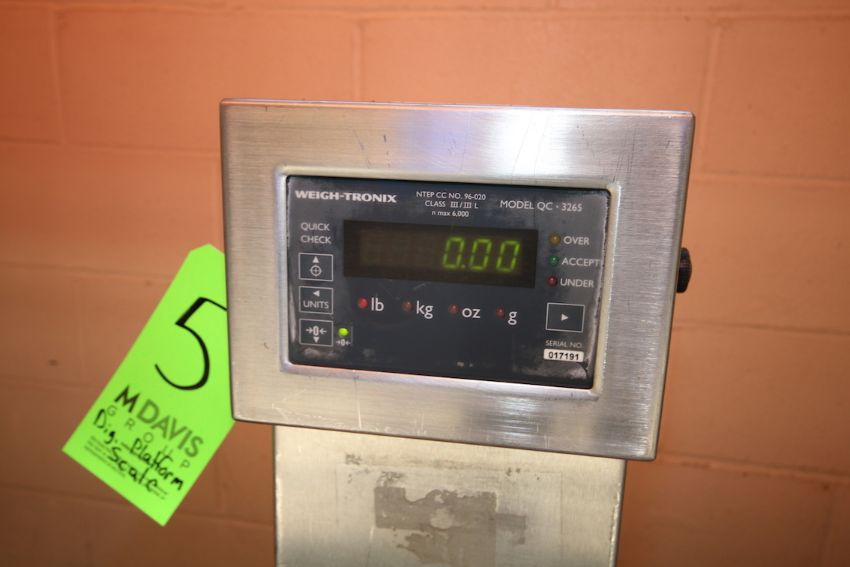 WEIGH-TRONIX
NTEP CC NO. 96-020
CLASS III / III L
n max 6,000
MODEL QC - 3265
QUICK
CHECK
0.00
OVER
ACCEPT
UNDER
UNITS
lb kg oz g
→0←
→0←
SERIAL NO.
017191
5
M DAVIS
GROUP
Dig. Platform
Scale